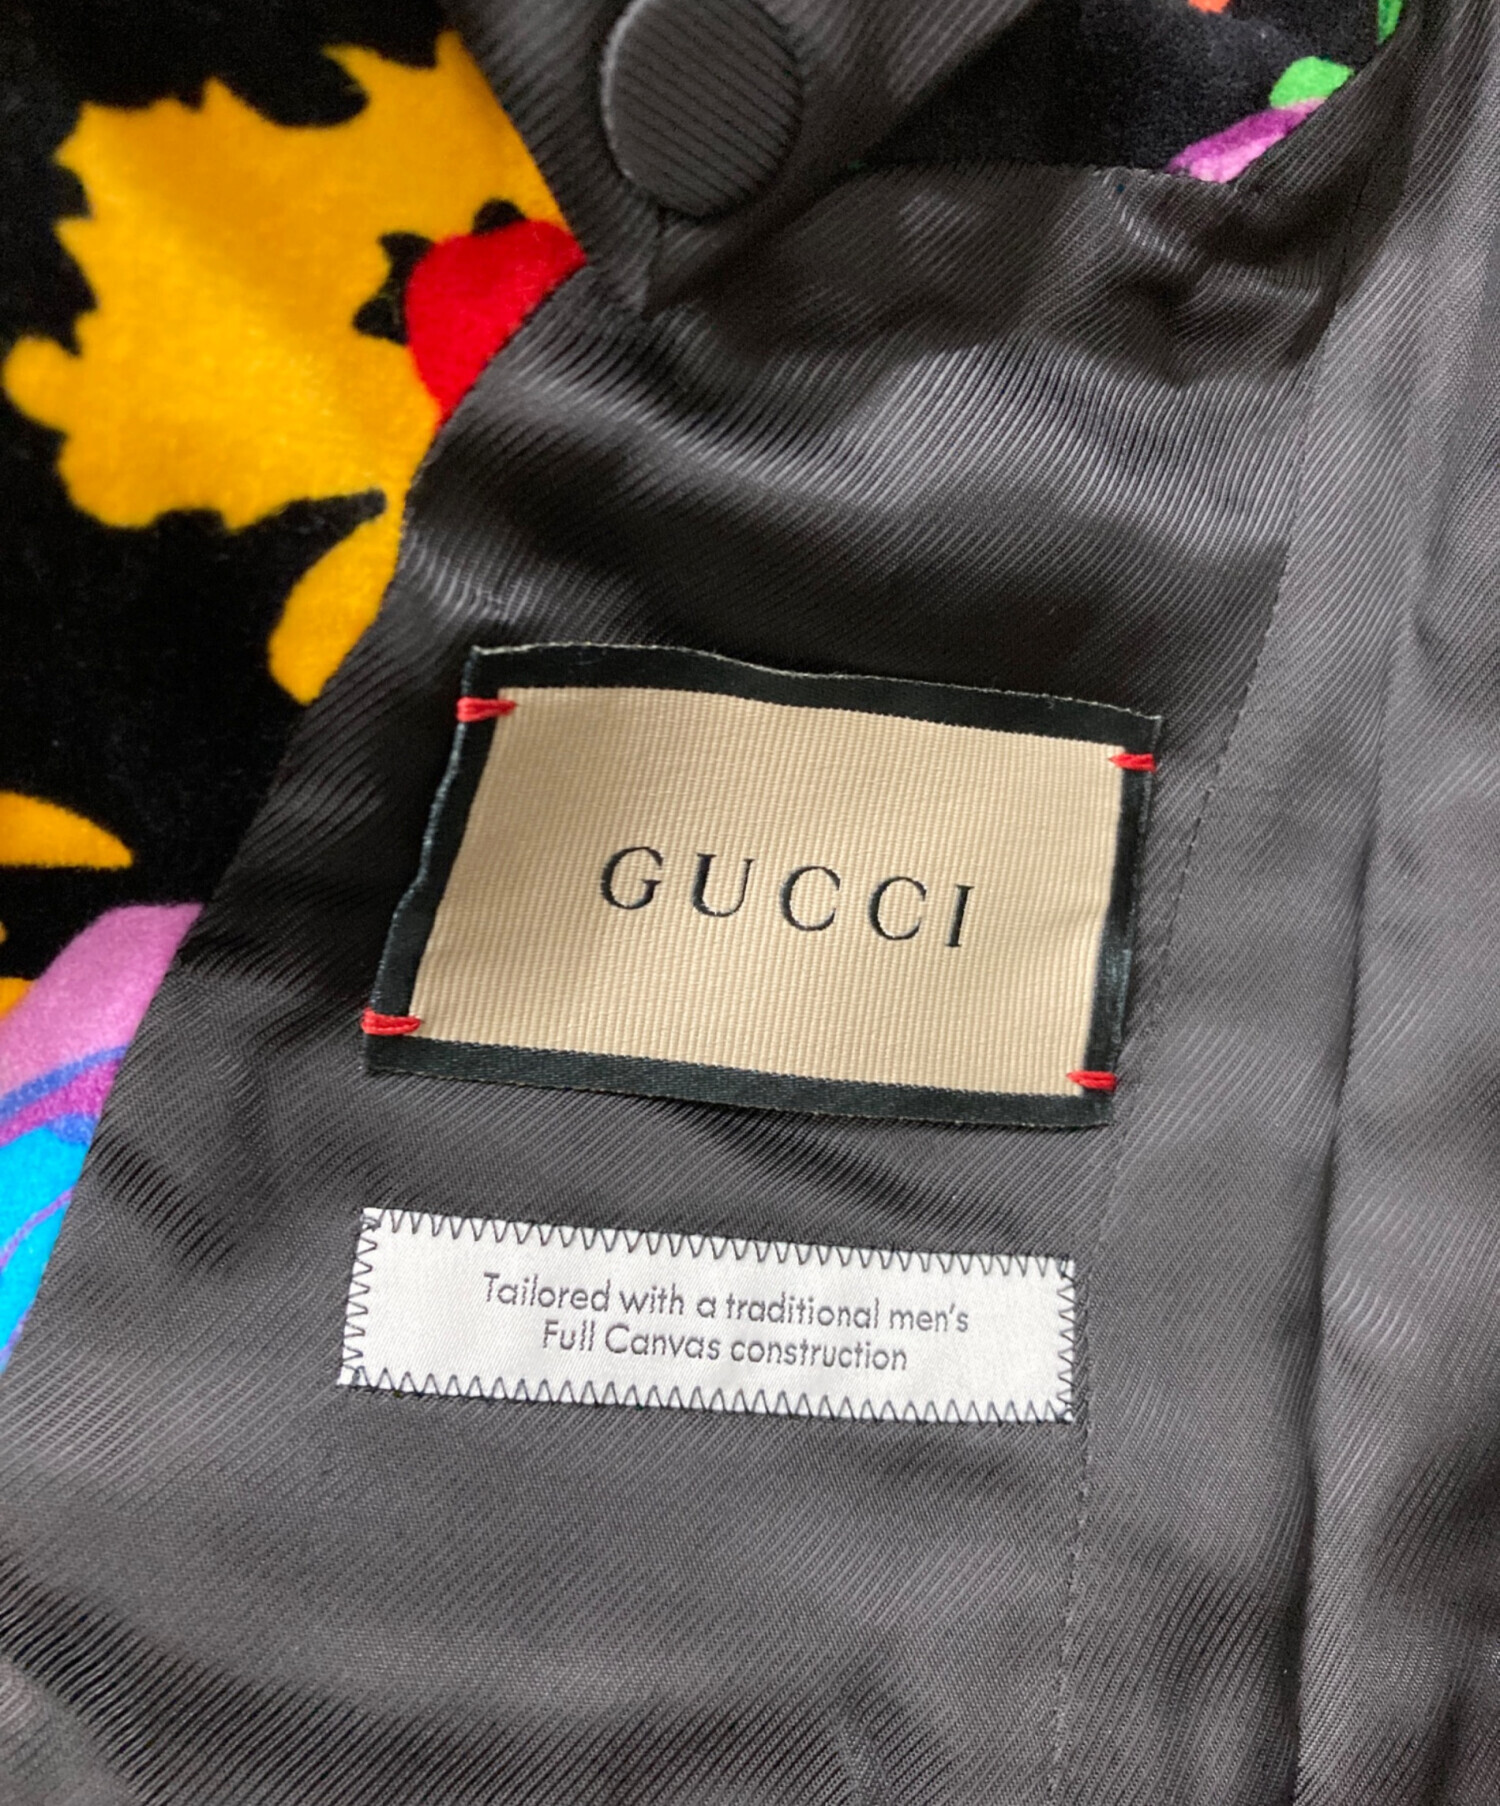 GUCCI
Tailored with a traditional men's
Full Canvas construction